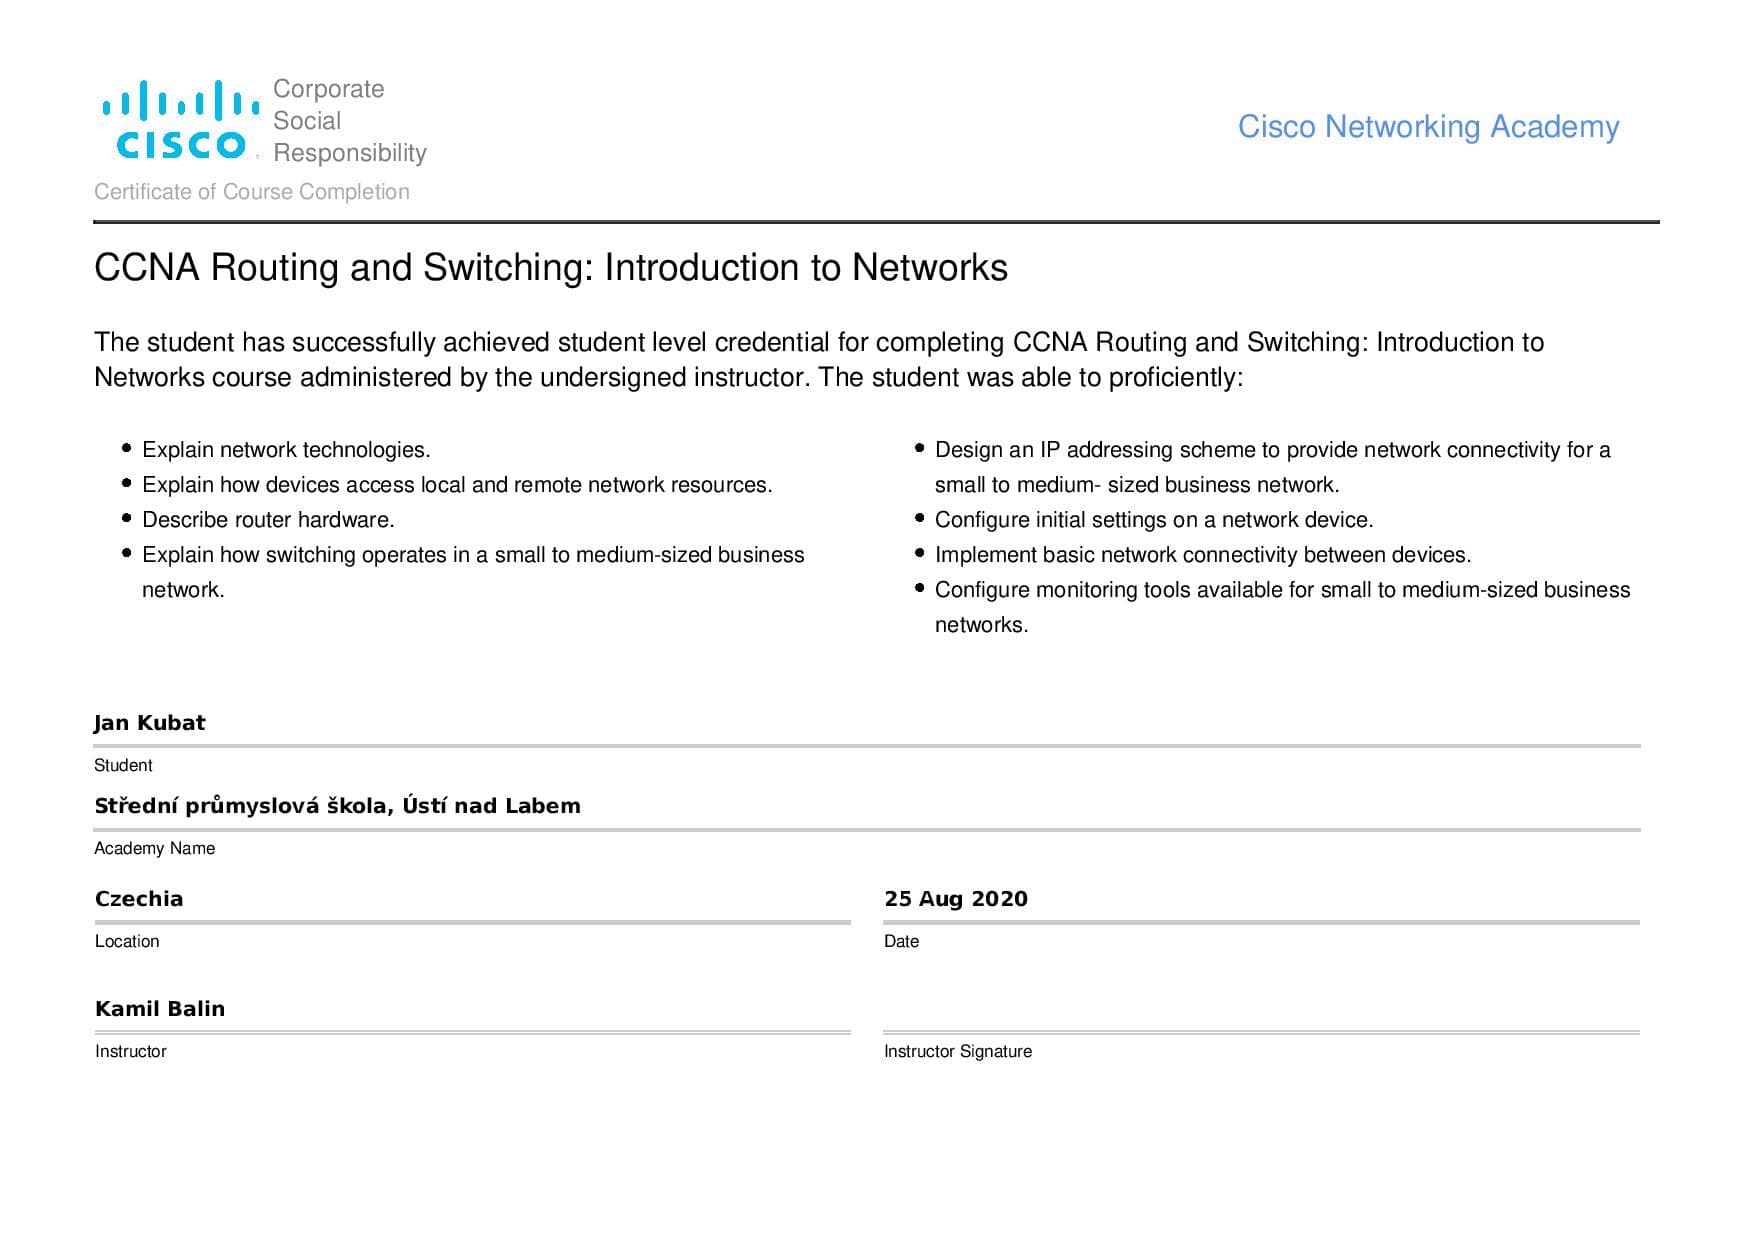 Corporate
Social
Responsibility
CISCO
Cisco Networking Academy
Certificate of Course Completion
CCNA Routing and Switching: Introduction to Networks
The student has successfully achieved student level credential for completing CCNA Routing and Switching: Introduction to
Networks course administered by the undersigned instructor. The student was able to proficiently:
• Explain network technologies.
• Explain how devices access local and remote network resources.
• Describe router hardware.
• Explain how switching operates in a small to medium-sized business
network.
• Design an IP addressing scheme to provide network connectivity for a
small to medium- sized business network.
• Configure initial settings on a network device.
• Implement basic network connectivity between devices.
• Configure monitoring tools available for small to medium-sized business
networks.
Jan Kubat
Student
Střední průmyslová škola, Ústí nad Labem
Academy Name
Czechia
Location
25 Aug 2020
Date
Kamil Balin
Instructor
Instructor Signature